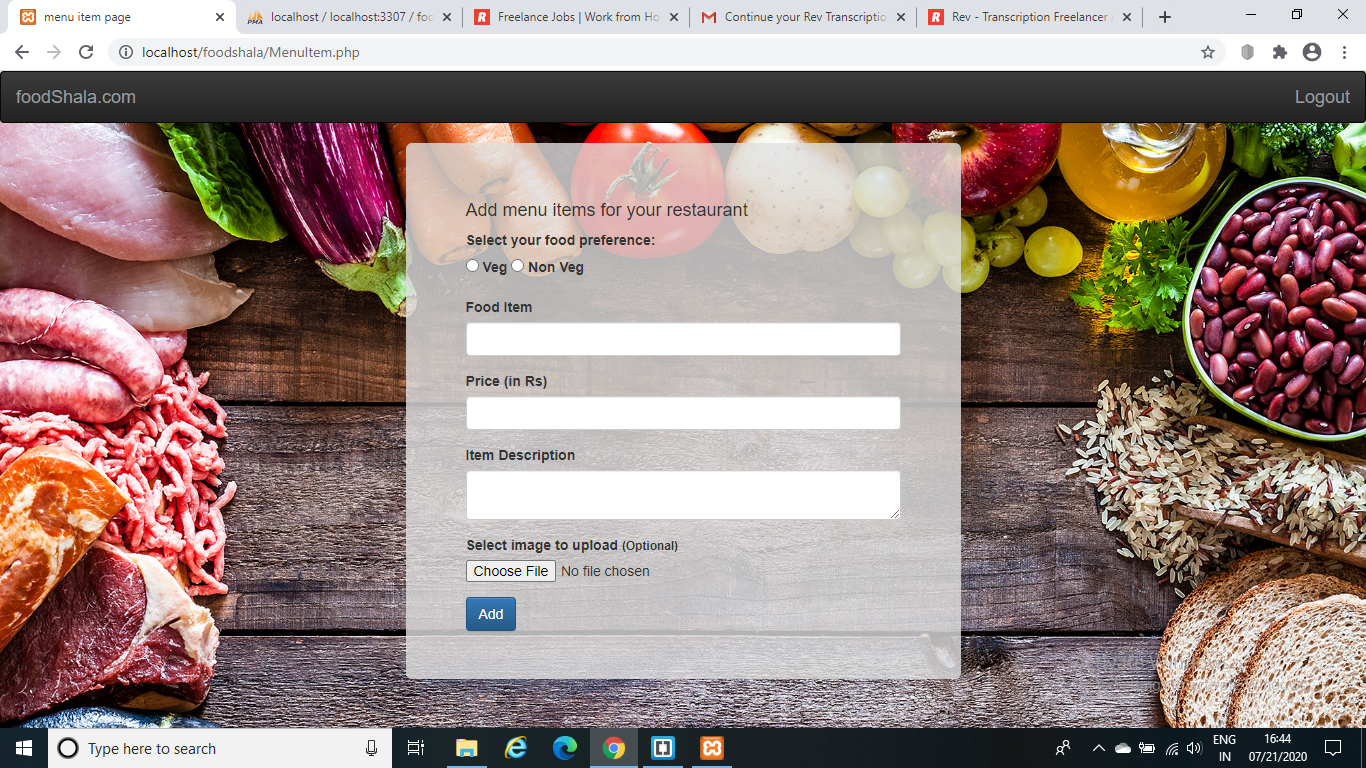 menu item page
localhost / localhost:3307 / foo
Freelance Jobs | Work from Ho
Continue your Rev Transcriptio
Rev - Transcription Freelancer
localhost/foodshala/MenuItem.php
foodShala.com
Logout
Add menu items for your restaurant
Select your food preference:
Veg Non Veg
Food Item
Price (in Rs)
Item Description
Select image to upload (Optional)
Choose File No file chosen
Add
Type here to search
ENG
IN
16:44
07/21/2020